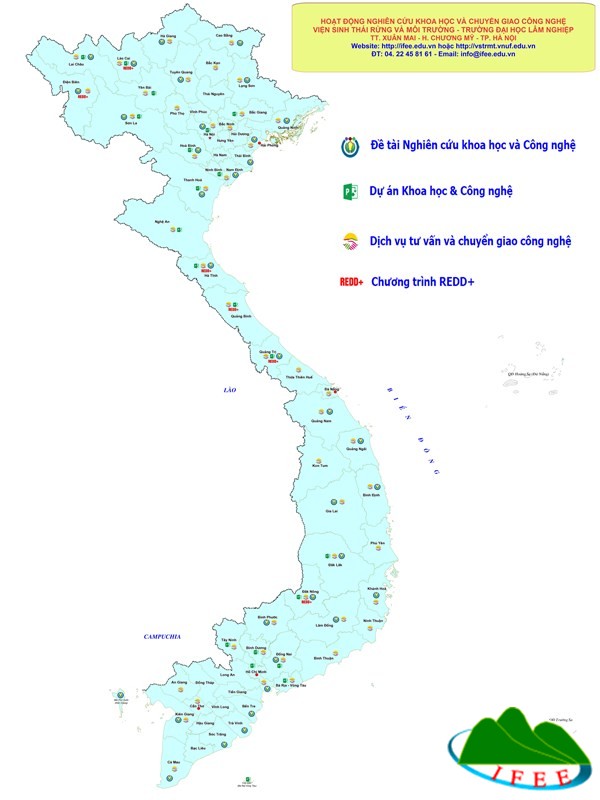 HOẠT ĐỘNG NGHIÊN CỨU KHOA HỌC VÀ CHUYỂN GIAO CÔNG NGHỆ
VIỆN SINH THÁI RỪNG VÀ MÔI TRƯỜNG - TRƯỜNG ĐẠI HỌC LÂM NGHIỆP
TT. XUÂN MAI - H. CHƯƠNG MỸ - TP. HÀ NỘI
Website: http://ifee.edu.vn hoặc http://vstrmt.vnuf.edu.vn
ĐT: 04. 22 45 81 61 - Email: info@ifee.edu.vn
Đề tài Nghiên cứu khoa học và Công nghệ
Dự án Khoa học & Công nghệ
Dịch vụ tư vấn và chuyển giao công nghệ
REDD+ Chương trình REDD+
Hà Giang
Cao Bằng
Lai Châu
Lào Cai
REDD+
Bắc Kạn
Tuyên Quang
Điện Biên
REDD+
Yên Bái
Lạng Sơn
Thái Nguyên
Phú Thọ
Vĩnh Phúc
Bắc Giang
Sơn La
Bắc Ninh
Quảng Ninh
Hà Nội
Hải Dương
Hưng Yên
Hải Phòng
Hoà Bình
Hà Nam
Thái Bình
Ninh Bình
Nam Định
Thanh Hoá
Nghệ An
REDD+
Hà Tĩnh
REDD+
Quảng Bình
Quảng Trị
REDD+
Thừa Thiên Huế
QĐ Hoàng Sa (Đà Nẵng)
LÀO
Đà Nẵng
BIỂN ĐÔNG
Quảng Nam
Quảng Ngãi
Kon Tum
Bình Định
Gia Lai
Phú Yên
Đăk Lăk
Đăk Nông
REDD+
Khánh Hoà
Bình Phước
Lâm Đồng
Ninh Thuận
CAMPUCHIA
Tây Ninh
Bình Dương
Đồng Nai
Bình Thuận
Hồ Chí Minh
Long An
Bà Rịa - Vũng Tàu
An Giang
Đồng Tháp
Tiền Giang
Cần Thơ
Vĩnh Long
Bến Tre
Kiên Giang
Hậu Giang
Trà Vinh
Sóc Trăng
Bạc Liêu
Cà Mau
QĐ Trường Sa
IFEE